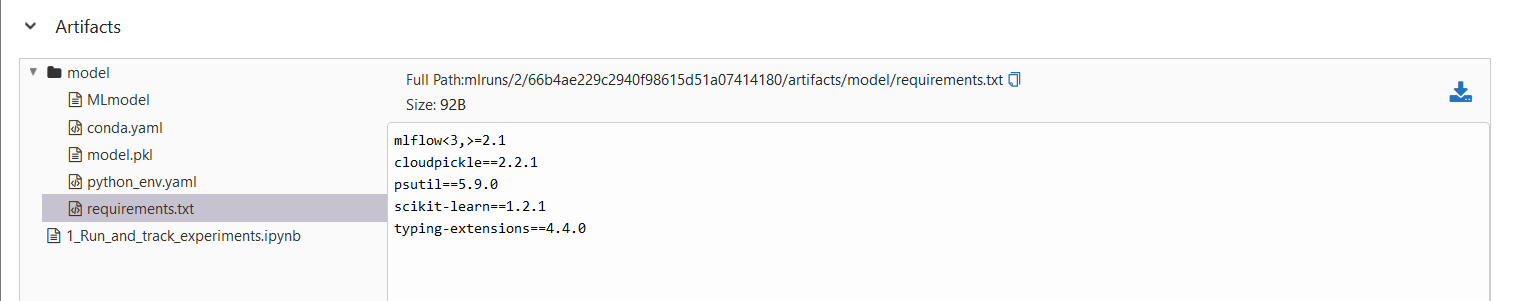 Artifacts
model
MLmodel
conda.yaml
model.pkl
python_env.yaml
requirements.txt
1_Run_and_track_experiments.ipynb
Full Path:mlruns/2/66b4ae229c2940f98615d51a07414180/artifacts/model/requirements.txt
Size: 92B
mlflow<3,>=2.1
cloudpickle==2.2.1
psutil==5.9.0
scikit-learn==1.2.1
typing-extensions==4.4.0